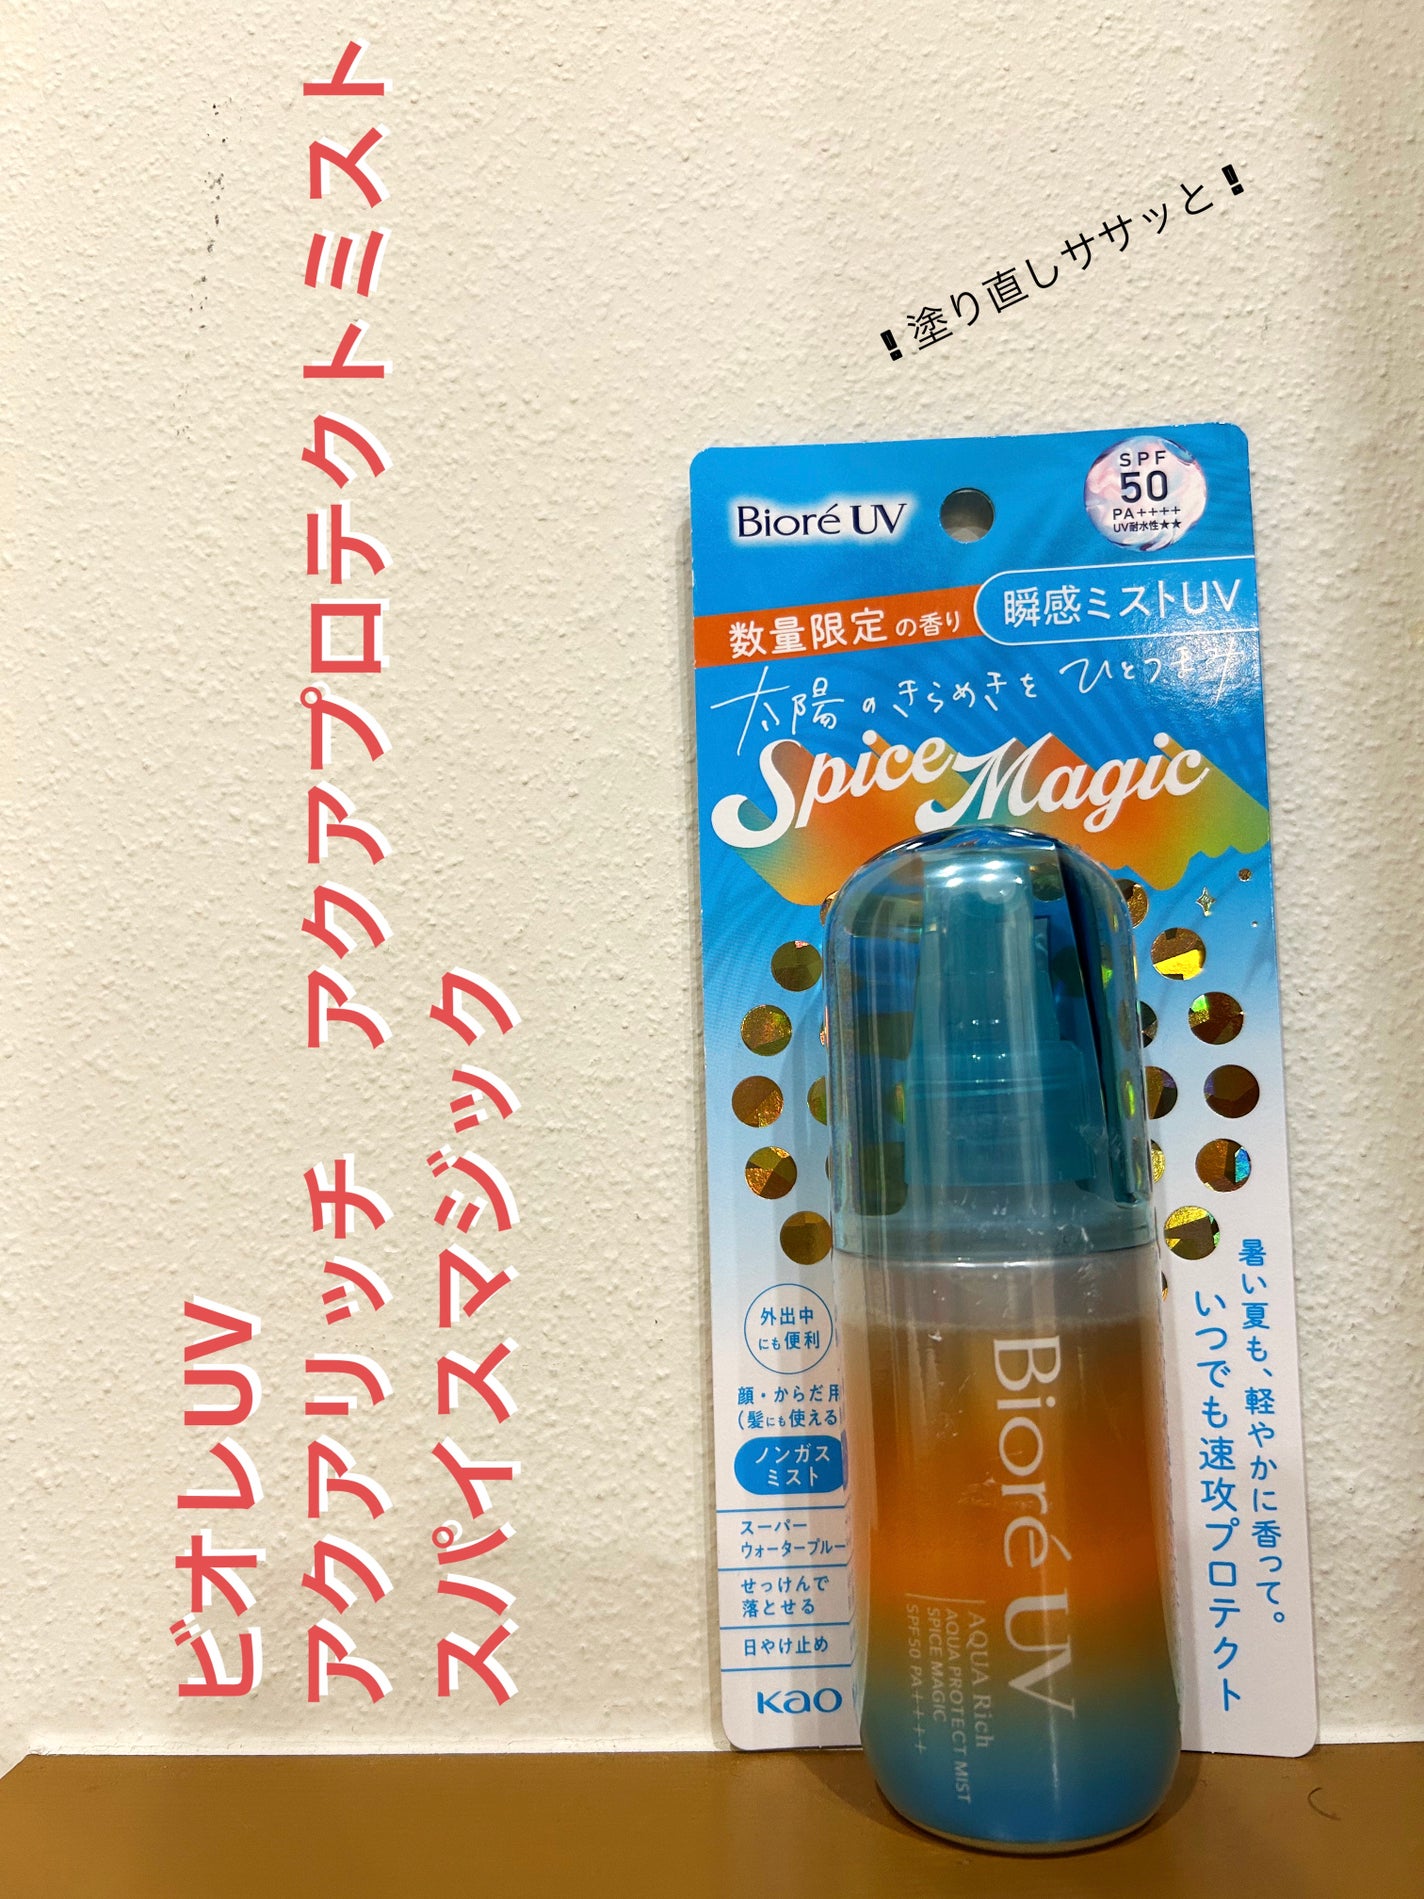 ビオレUV
アクアリッチ　アクアプロテクトミスト
スパイスマジック
❗塗り直しササッと❗
Bioré UV
SPF
50
PA++++
UV耐水性★★
数量限定の香り
瞬感ミストUV
太陽のきらめきをひとつまみ
Spice Magic
外出中
にも便利
顔・からだ用
(髪にも使える
ノンガス
ミスト
スーパー
ウォータープルー
せっけんで
落とせる
日やけ止め
Kao
暑い夏も、軽やかに香って。
いつでも速攻プロテクト
Bioré UV
AQUA Rich
AQUA PROTECT MIST
SPICE MAGIC
SPF50 PA++++